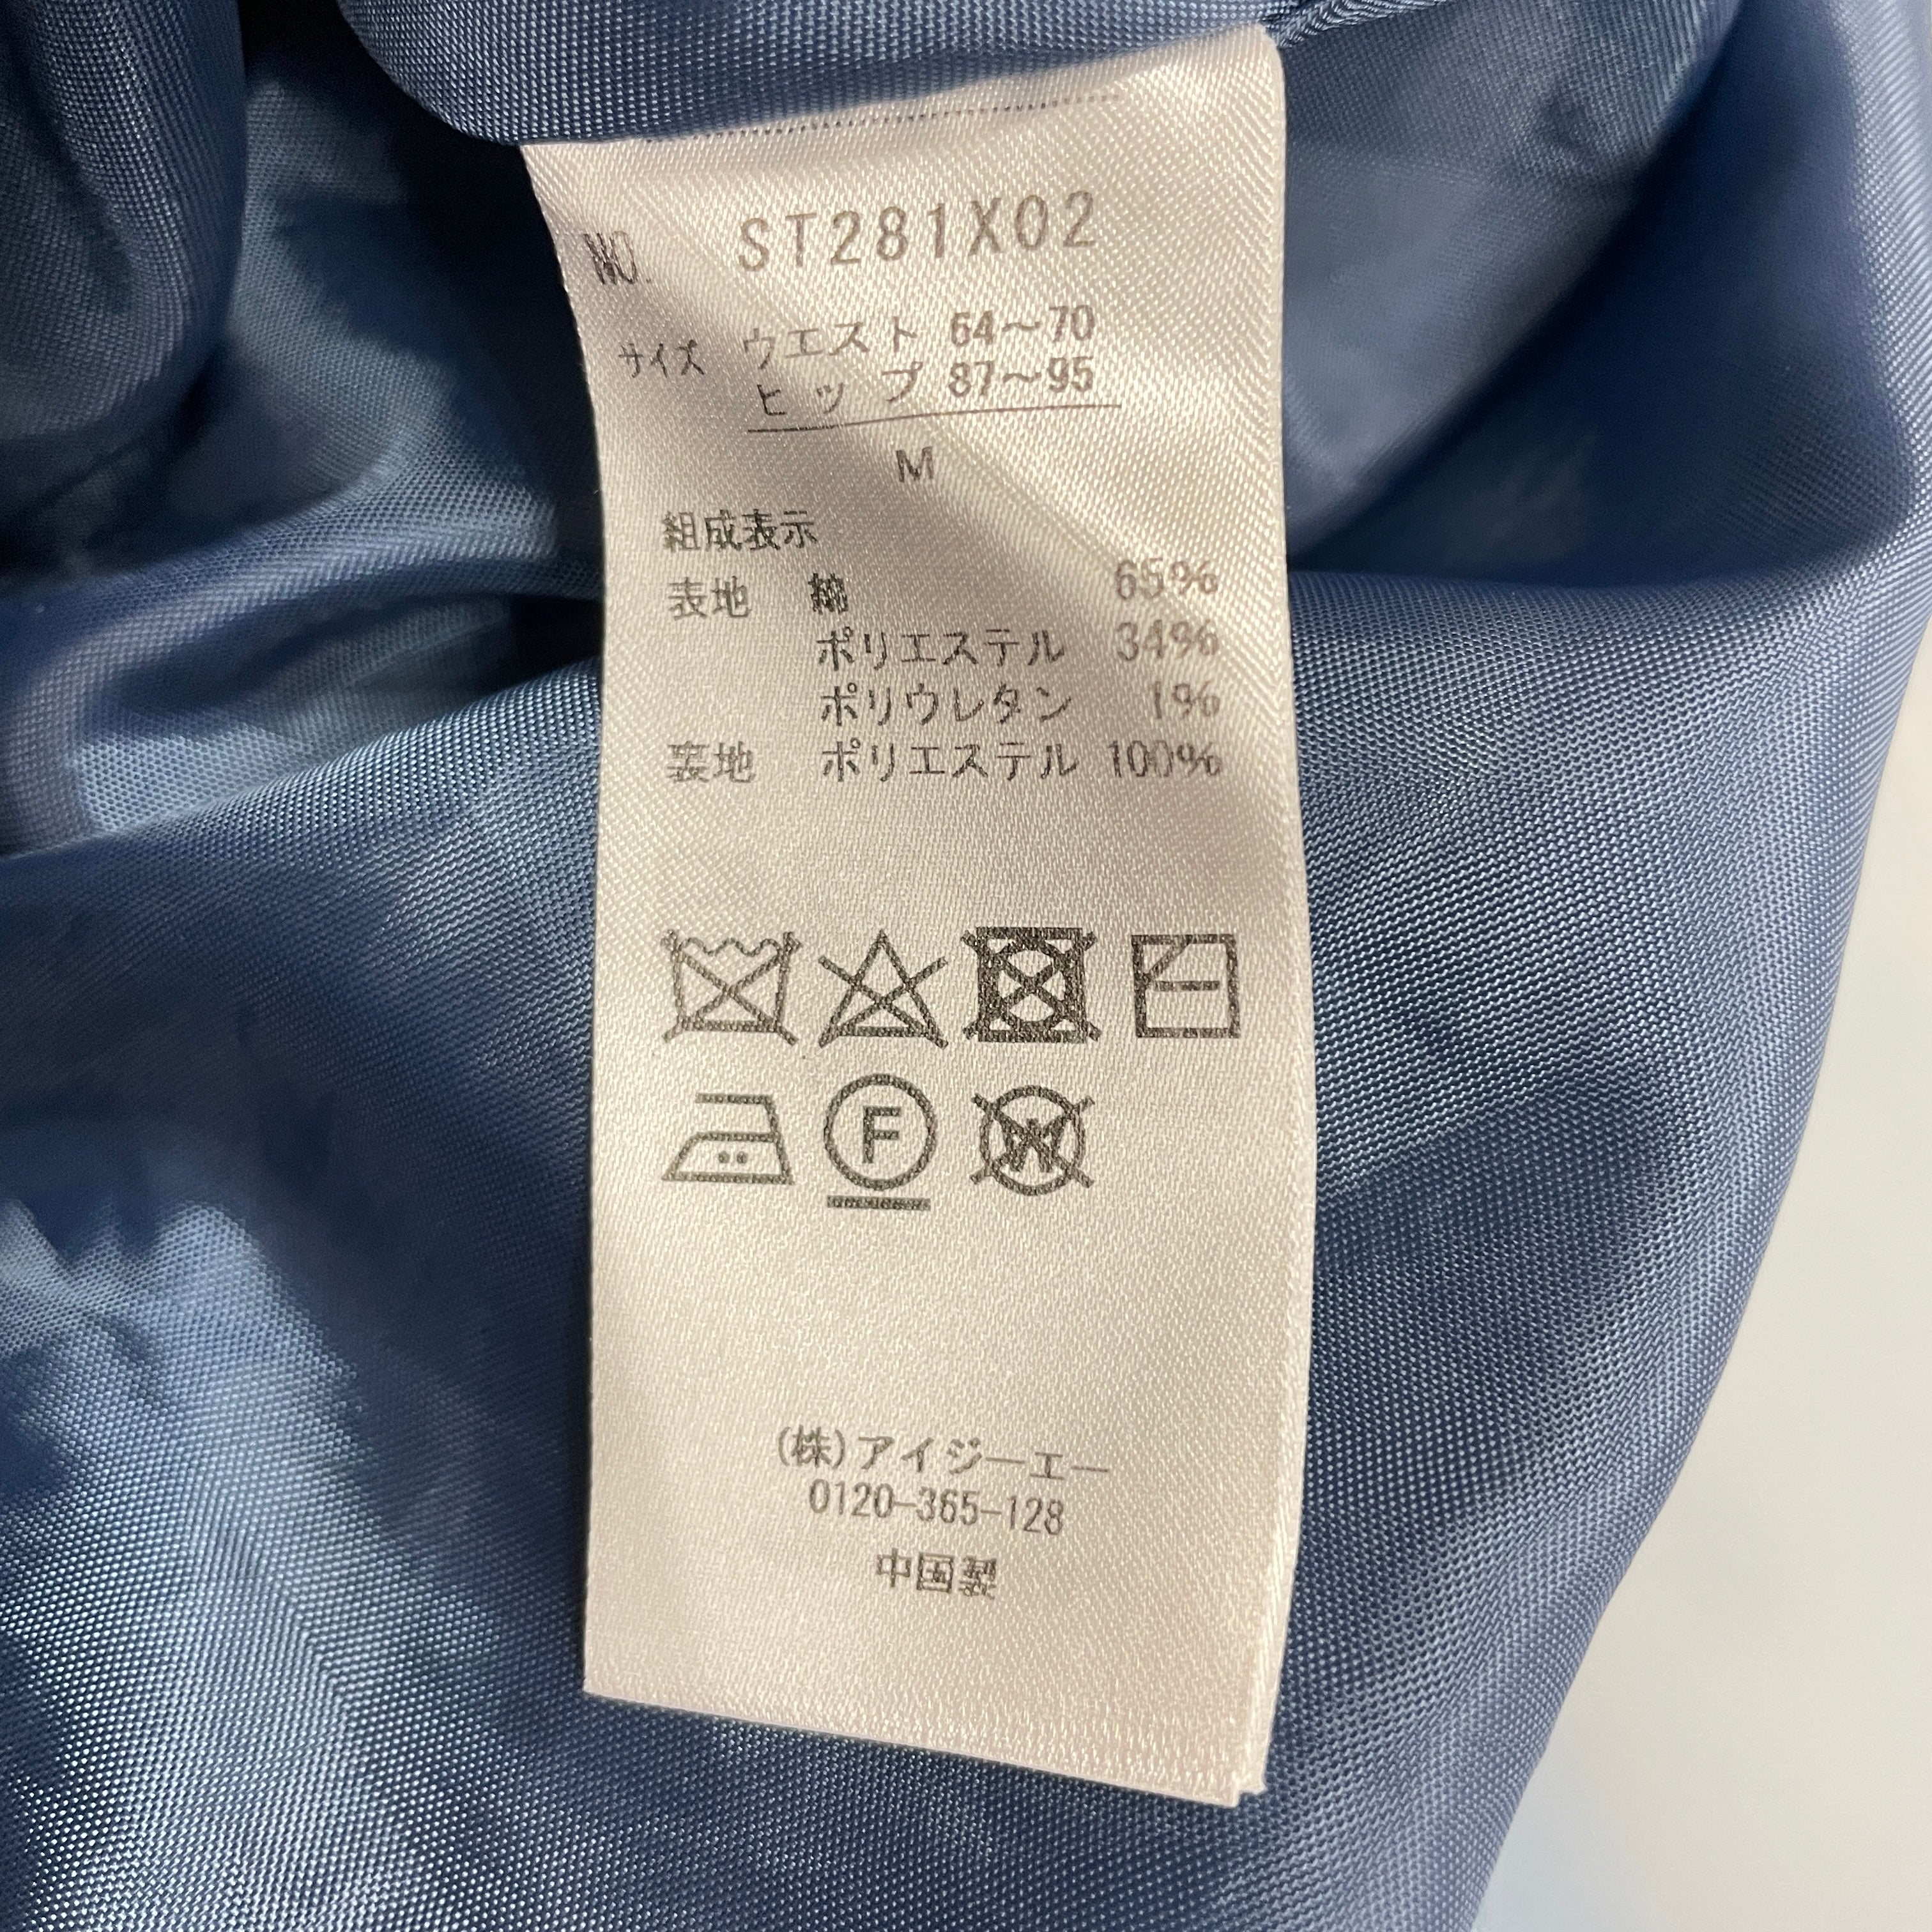 NO. ST281X02
サイズ ウエスト 64～70
ヒップ 87～95
M
組成表示
表地 綿 65%
ポリエステル 34%
ポリウレタン 1%
裏地 ポリエステル 100%
F W
(株)アイジーエー
0120-365-128
中国製